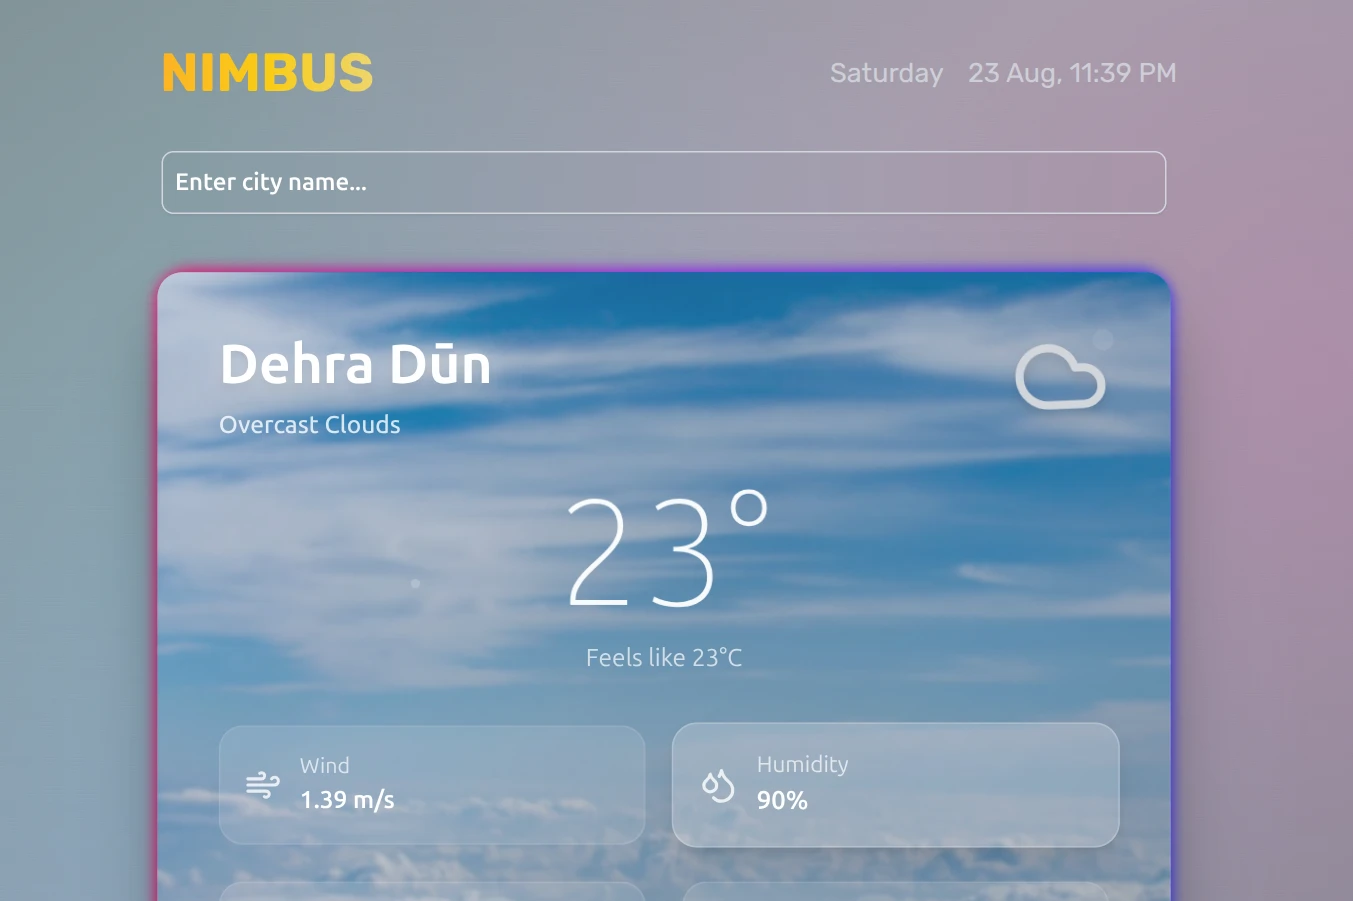 NIMBUS
Saturday 23 Aug, 11:39 PM
Enter city name...
Dehra Dūn
Overcast Clouds
23°
Feels like 23°C
Wind
1.39 m/s
Humidity
90%